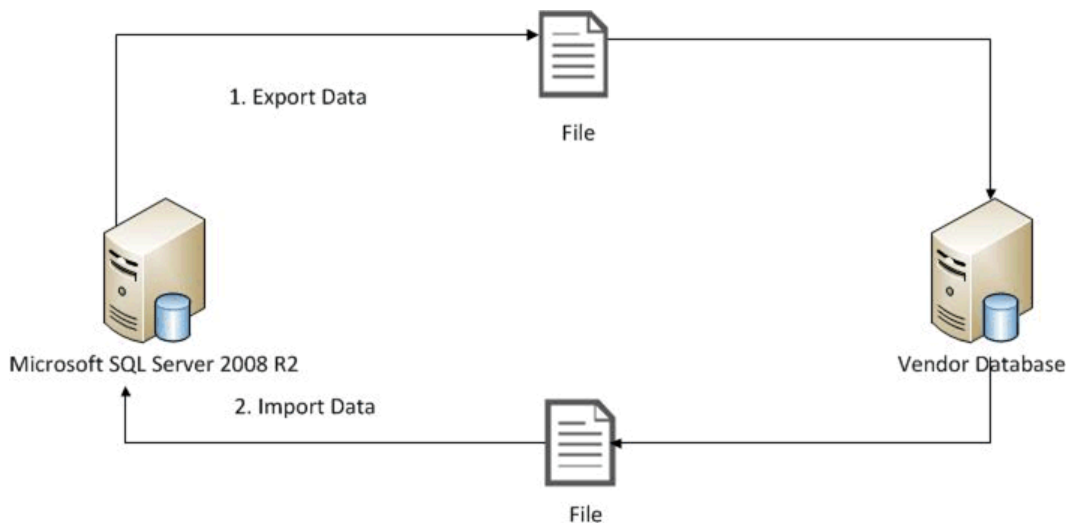 1. Export Data
File
Microsoft SQL Server 2008 R2
Vendor Database
2. Import Data
File